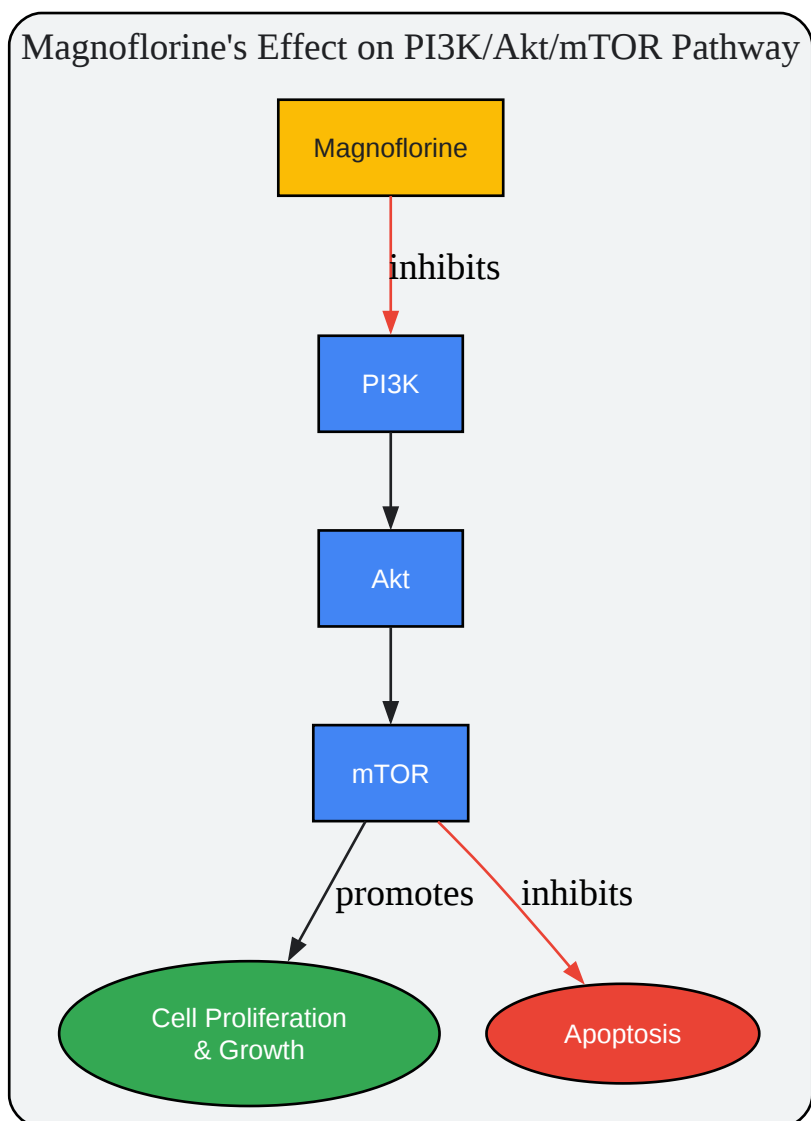 Magnoflorine's Effect on PI3K/Akt/mTOR Pathway
Magnoflorine
inhibits
PI3K
Akt
mTOR
promotes
inhibits
Cell Proliferation
& Growth
Apoptosis